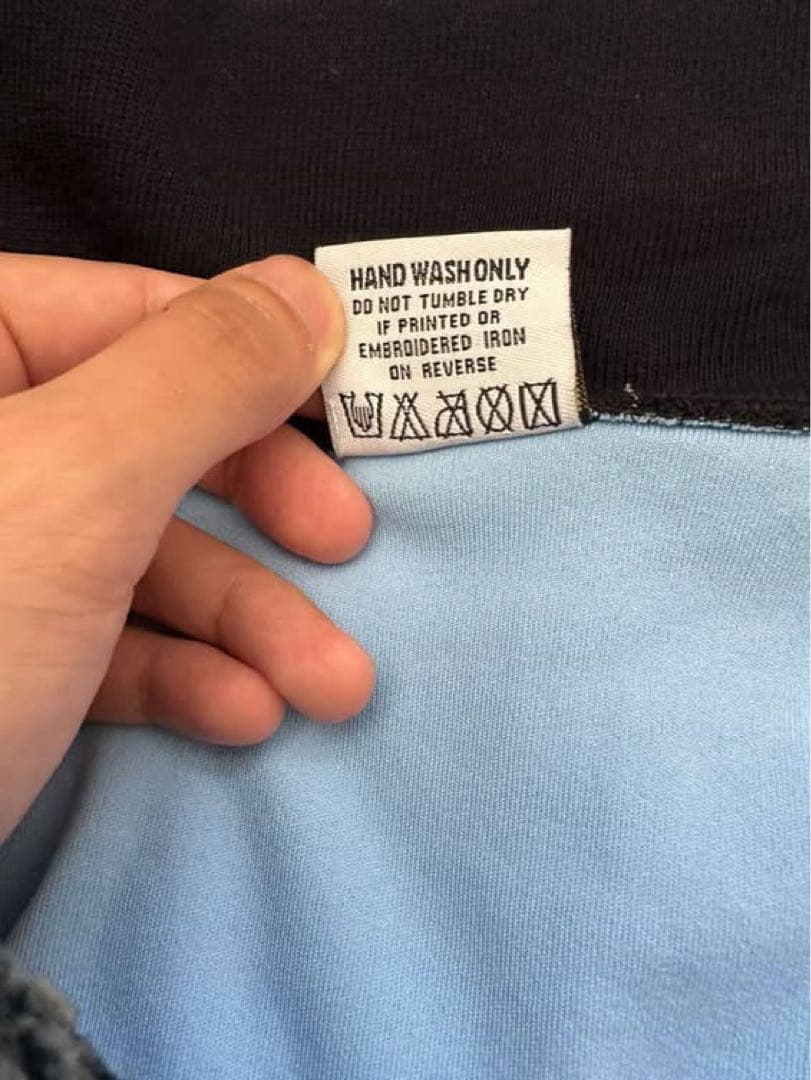 HAND WASH ONLY
DO NOT TUMBLE DRY
IF PRINTED OR
EMBROIDERED IRON
ON REVERSE